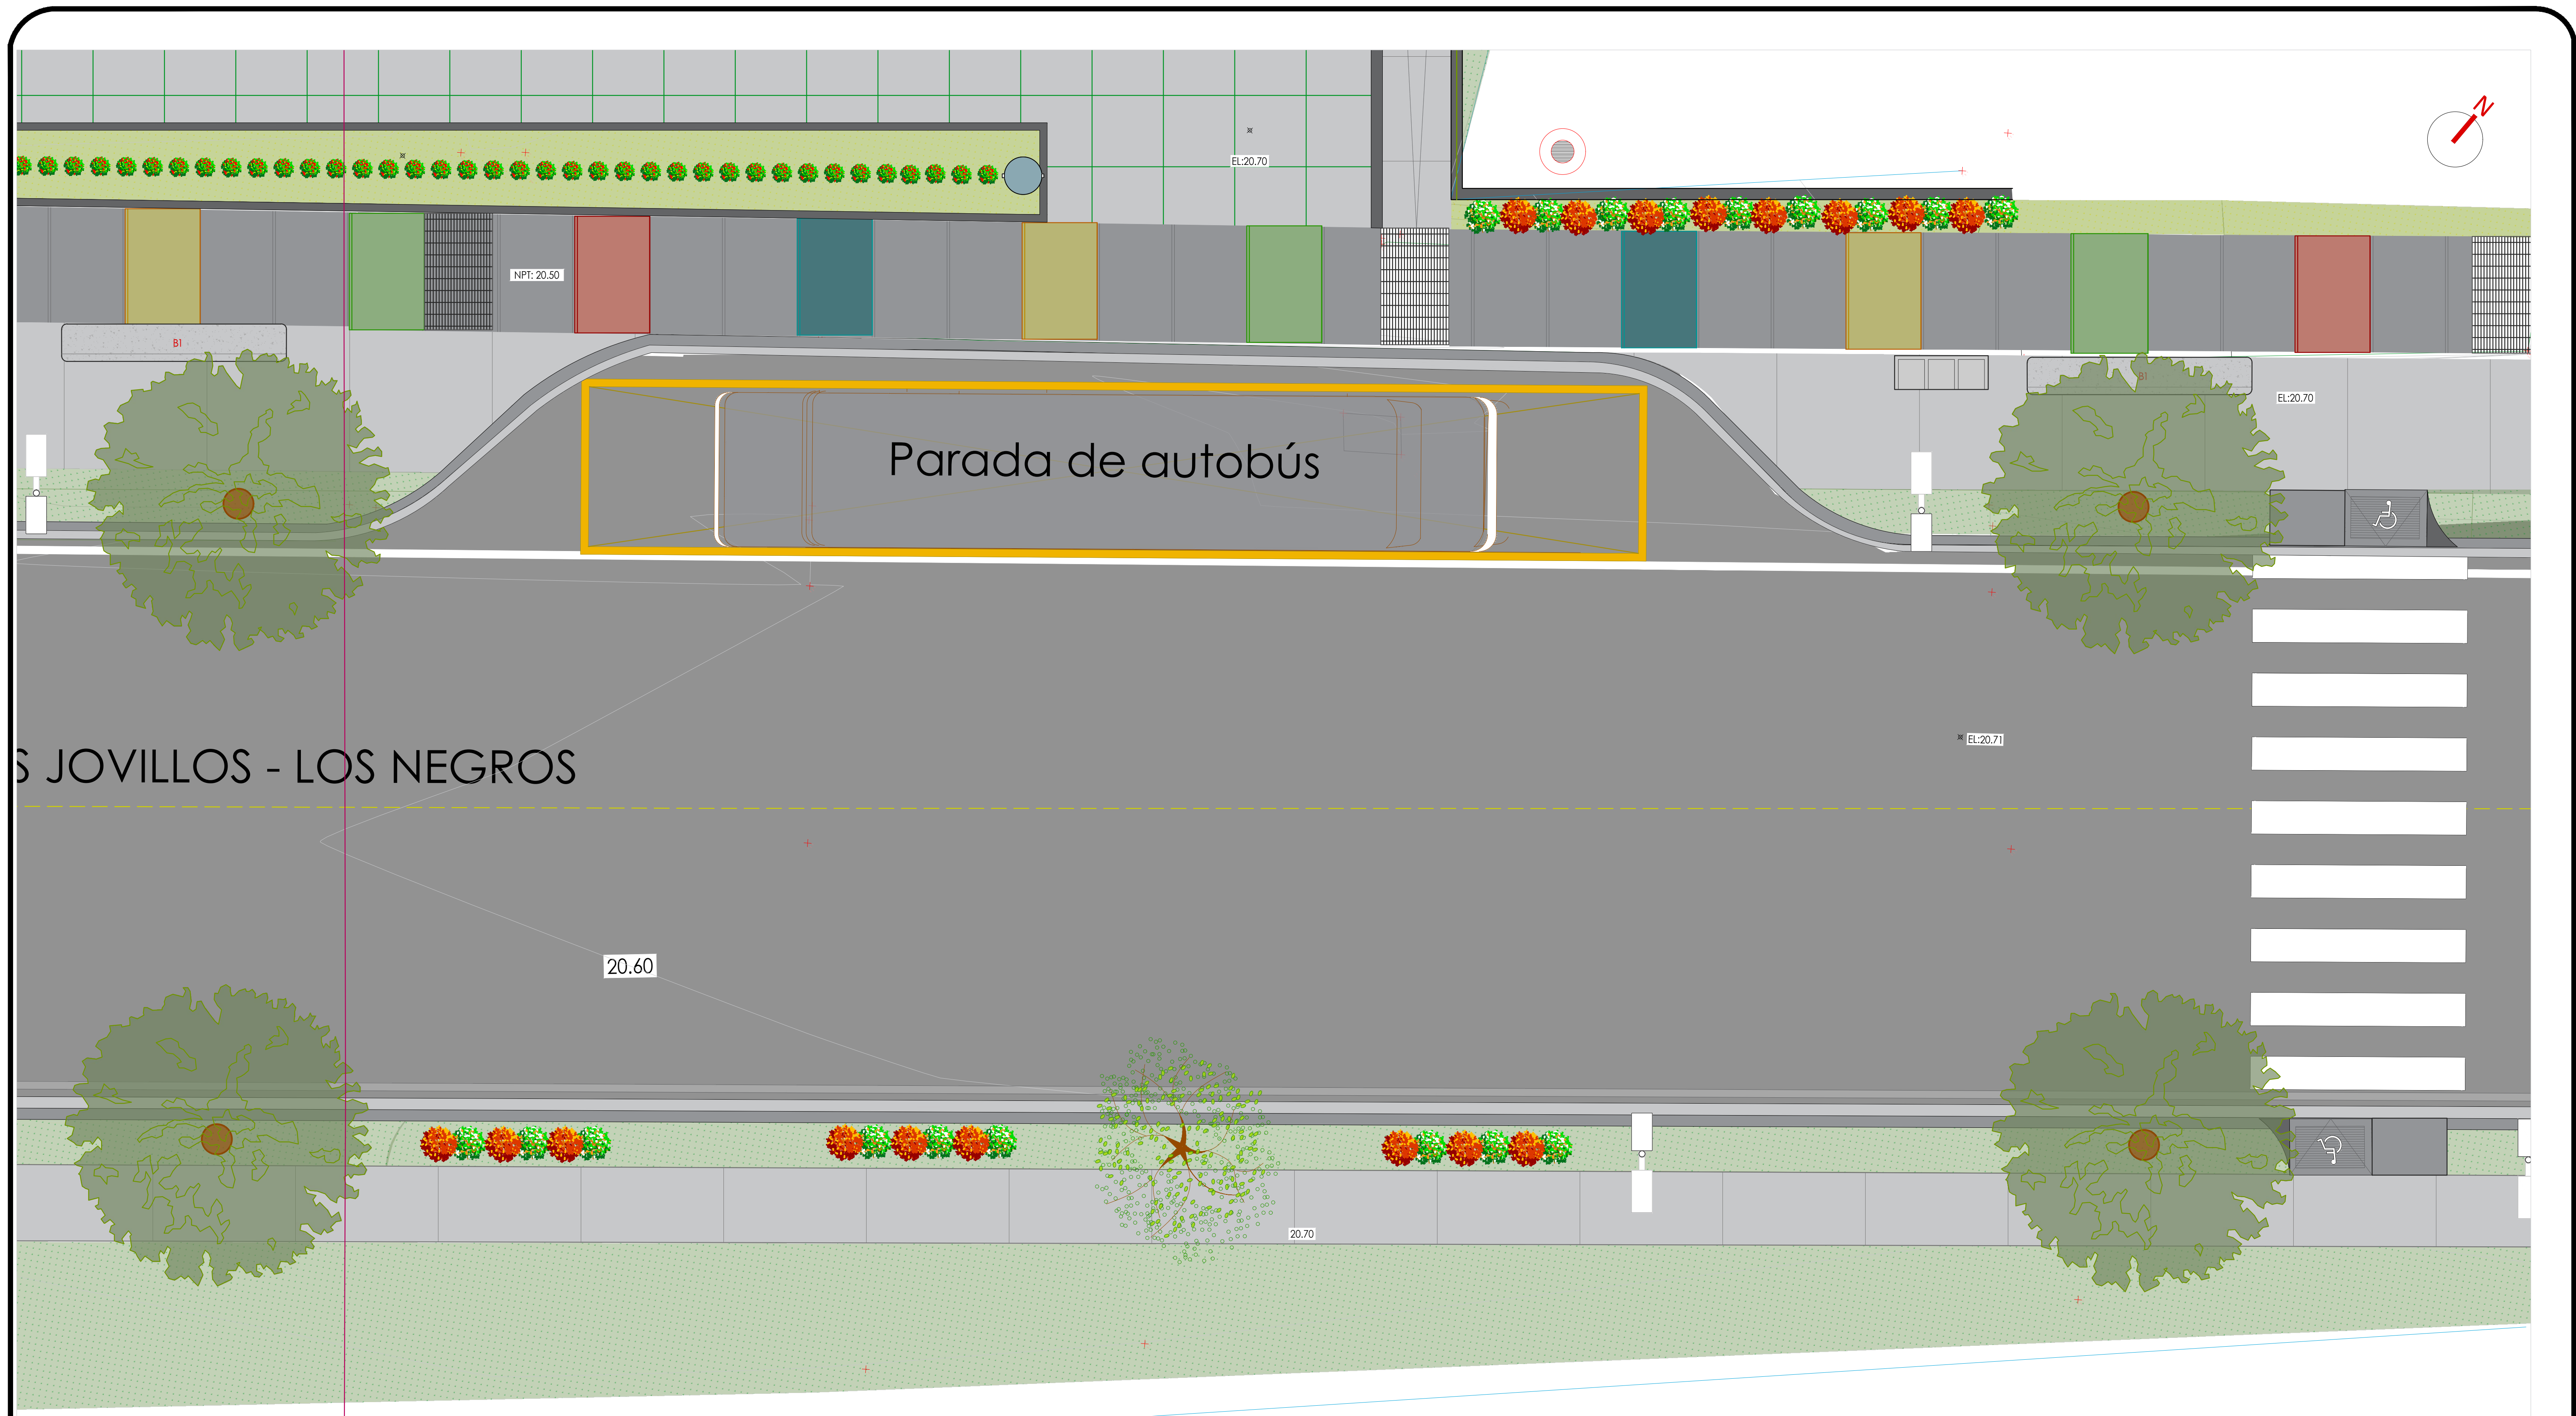 N
EL:20.70
NPT: 20.50
B1
B1
EL:20.70
Parada de autobús
EL:20.71
S JOVILLOS - LOS NEGROS
20.60
20.70